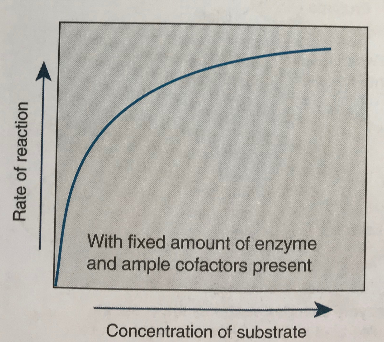 Rate of reaction
With fixed amount of enzyme
and ample cofactors present
Concentration of substrate